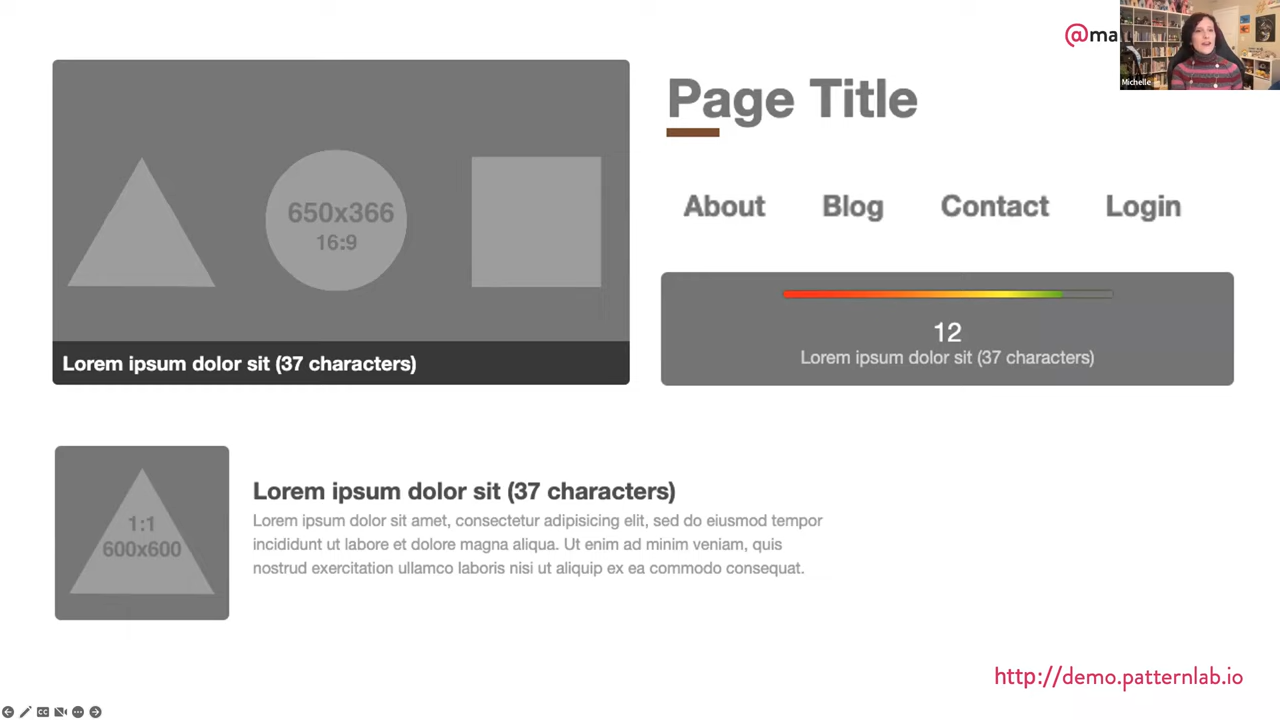 @ma
Michelle
Page Title
650x366
16:9
About Blog Contact Login
12
Lorem ipsum dolor sit (37 characters)
Lorem ipsum dolor sit (37 characters)
1:1
600x600
Lorem ipsum dolor sit (37 characters)
Lorem ipsum dolor sit amet, consectetur adipisicing elit, sed do eiusmod tempor
incididunt ut labore et dolore magna aliqua. Ut enim ad minim veniam, quis
nostrud exercitation ullamco laboris nisi ut aliquip ex ea commodo consequat.
http://demo.patternlab.io
CC